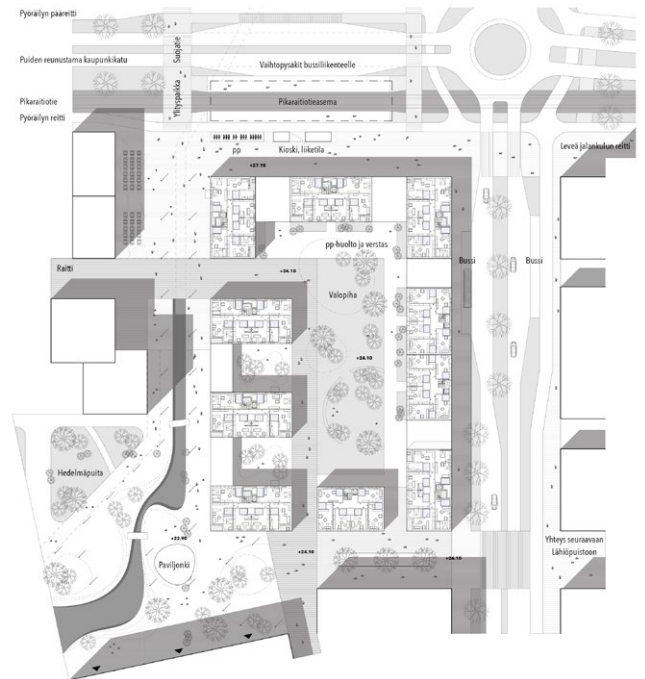 Pyöräilyn pääreitti
Suojatie
Puiden reunustama kaupunkikatu
Vaihtopysäkit bussiliikenteelle
Ylityspaikka
Pikaraitiotie
Pikaraitiotieasema
Pyöräilyn reitti
pp
Kioski, liiketila
Leveä jalankulun reitti
+27.10
pp-huolto ja verstas
Raitti
+24.10
Valopiha
Bussi
Bussi
+24.10
Hedelmäpuita
+22.90
Paviljonki
+24.10
+26.10
Yhteys seuraavaan
Lähiöpuistoon